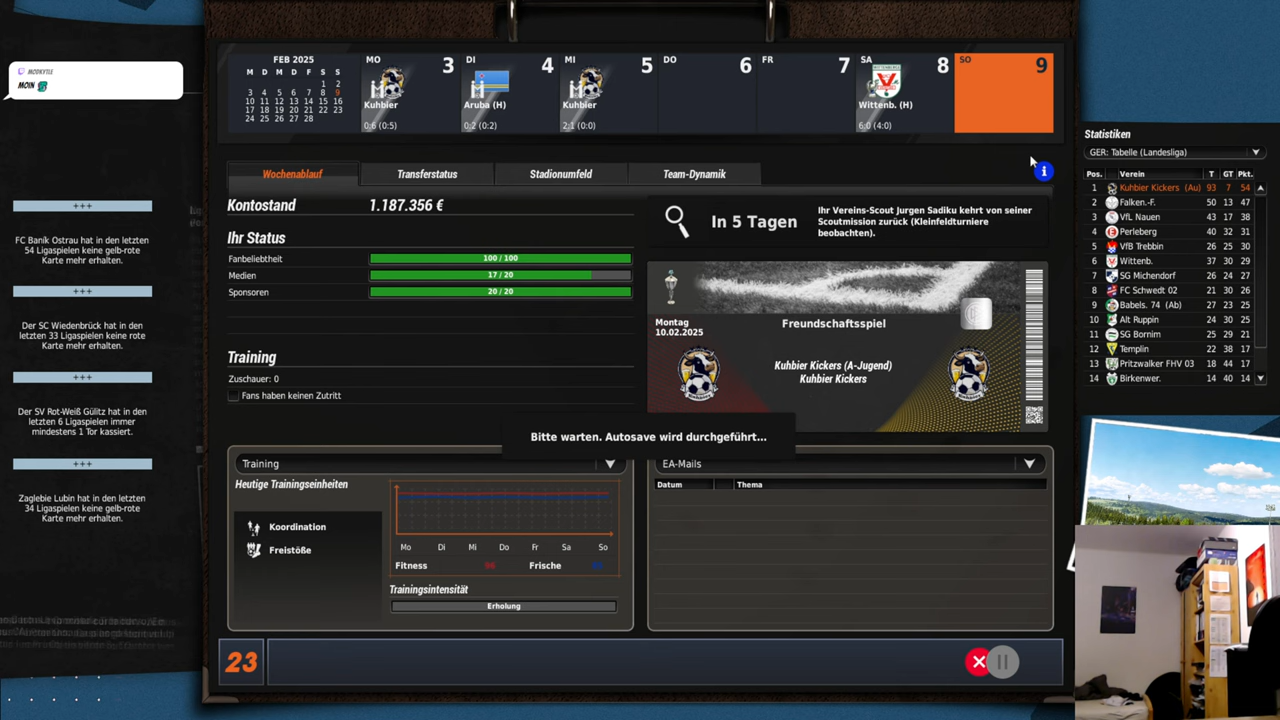 MODKYTLE
MOIN
+++
FC Baník Ostrau hat in den
letzten 54 Ligaspielen keine gelb-rote
Karte mehr erhalten.
+++
Der SC Wiedenbrück hat in den
letzten 33 Ligaspielen keine rote
Karte mehr erhalten.
+++
Der SV Rot-Weiß Gülitz hat in den
letzten 6 Ligaspielen immer
mindestens 1 Tor kassiert.
+++
Zaglebie Lubin hat in den letzten
34 Ligaspielen keine gelb-rote
Karte mehr erhalten.
FEB 2025
M D M D F S S
1 2
3 4 5 6 7 8 9
10 11 12 13 14 15 16
17 18 19 20 21 22 23
24 25 26 27 28
MO 3
Kuhbier
0:6 (0:5)
DI 4
Aruba (H)
0:2 (0:2)
MI 5
Kuhbier
2:1 (0:0)
DO 6
FR 7
SA 8
Wittenb. (H)
6:0 (4:0)
SO 9
Wochenablauf Transferstatus Stadionumfeld Team-Dynamik
Kontostand 1.187.356 €
Ihr Status
Fanbeliebtheit 100 / 100
Medien 17 / 20
Sponsoren 20 / 20
Training
Zuschauer: 0
Fans haben keinen Zutritt
In 5 Tagen
Ihr Vereins-Scout Jurgen Sadiku kehrt von seiner
Scoutmission zurück (Kleinfeldturniere
beobachten).
Montag
10.02.2025
Freundschaftsspiel
Kuhbier Kickers (A-Jugend)
Kuhbier Kickers
Bitte warten. Autosave wird durchgeführt...
Training
Heutige Trainingseinheiten
Koordination
Freistöße
Mo Di Mi Do Fr Sa So
Fitness Frische
Trainingsintensität
Erholung
EA-Mails
Datum Thema
23
Statistiken
GER: Tabelle (Landesliga)
Pos. Verein T GT Pkt.
1 Kuhbier Kickers (Au) 93 7 54
2 Falken.-F. 50 13 47
3 VfL Nauen 43 17 38
4 Perleberg 40 32 31
5 VfB Trebbin 26 25 30
6 Wittenb. 37 30 29
7 SG Michendorf 26 24 27
8 FC Schwedt 02 21 30 26
9 Babels. 74 (Ab) 27 23 25
10 Alt Ruppin 24 30 25
11 SG Bornim 25 29 21
12 Templin 22 38 17
13 Pritzwalker FHV 03 18 44 17
14 Birkenwer. 14 40 14